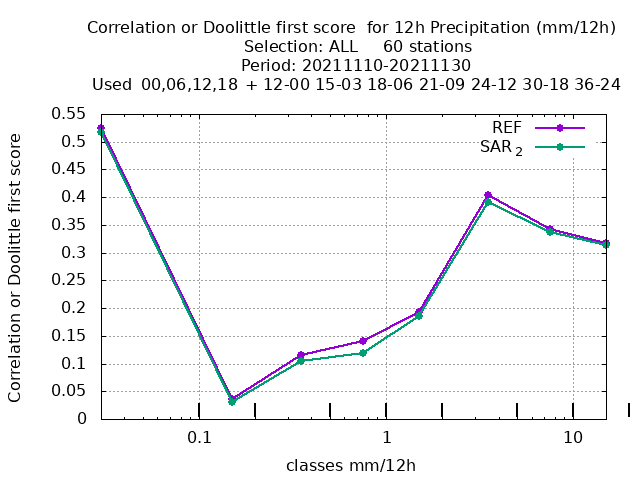 Correlation or Doolittle first score  for 12h Precipitation (mm/12h)
Selection: ALL     60 stations
Period: 20211110-20211130
Used  00,06,12,18  + 12-00 15-03 18-06 21-09 24-12 30-18 36-24
REF
SAR 2
Correlation or Doolittle first score
0.55
0.5
0.45
0.4
0.35
0.3
0.25
0.2
0.15
0.1
0.05
0
0.1
1
10
classes mm/12h